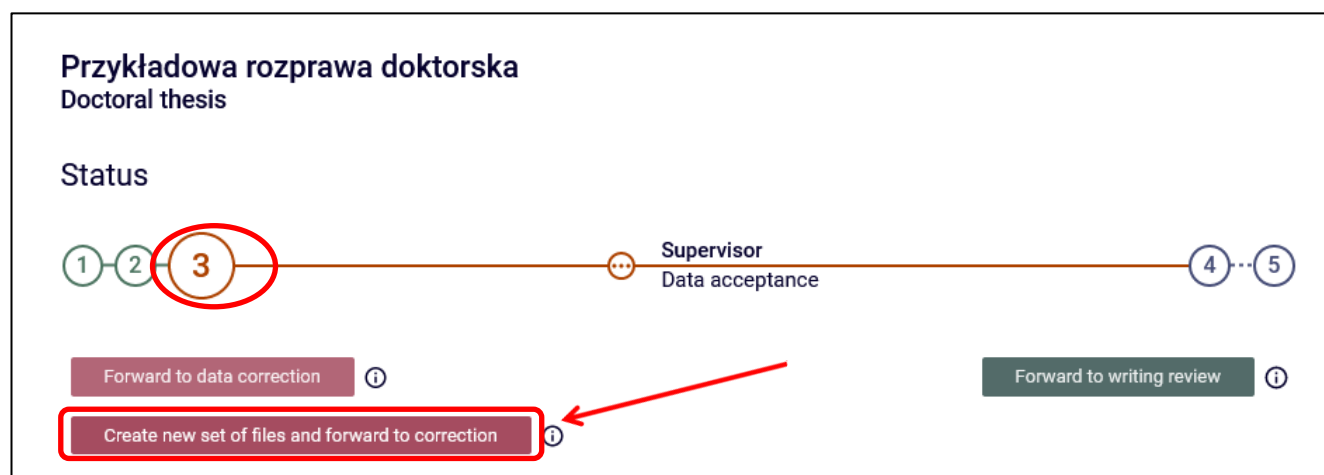 Przykładowa rozprawa doktorska
Doctoral thesis
Status
1 2 3 Supervisor 4 5
Data acceptance
Forward to data correction Forward to writing review
Create new set of files and forward to correction